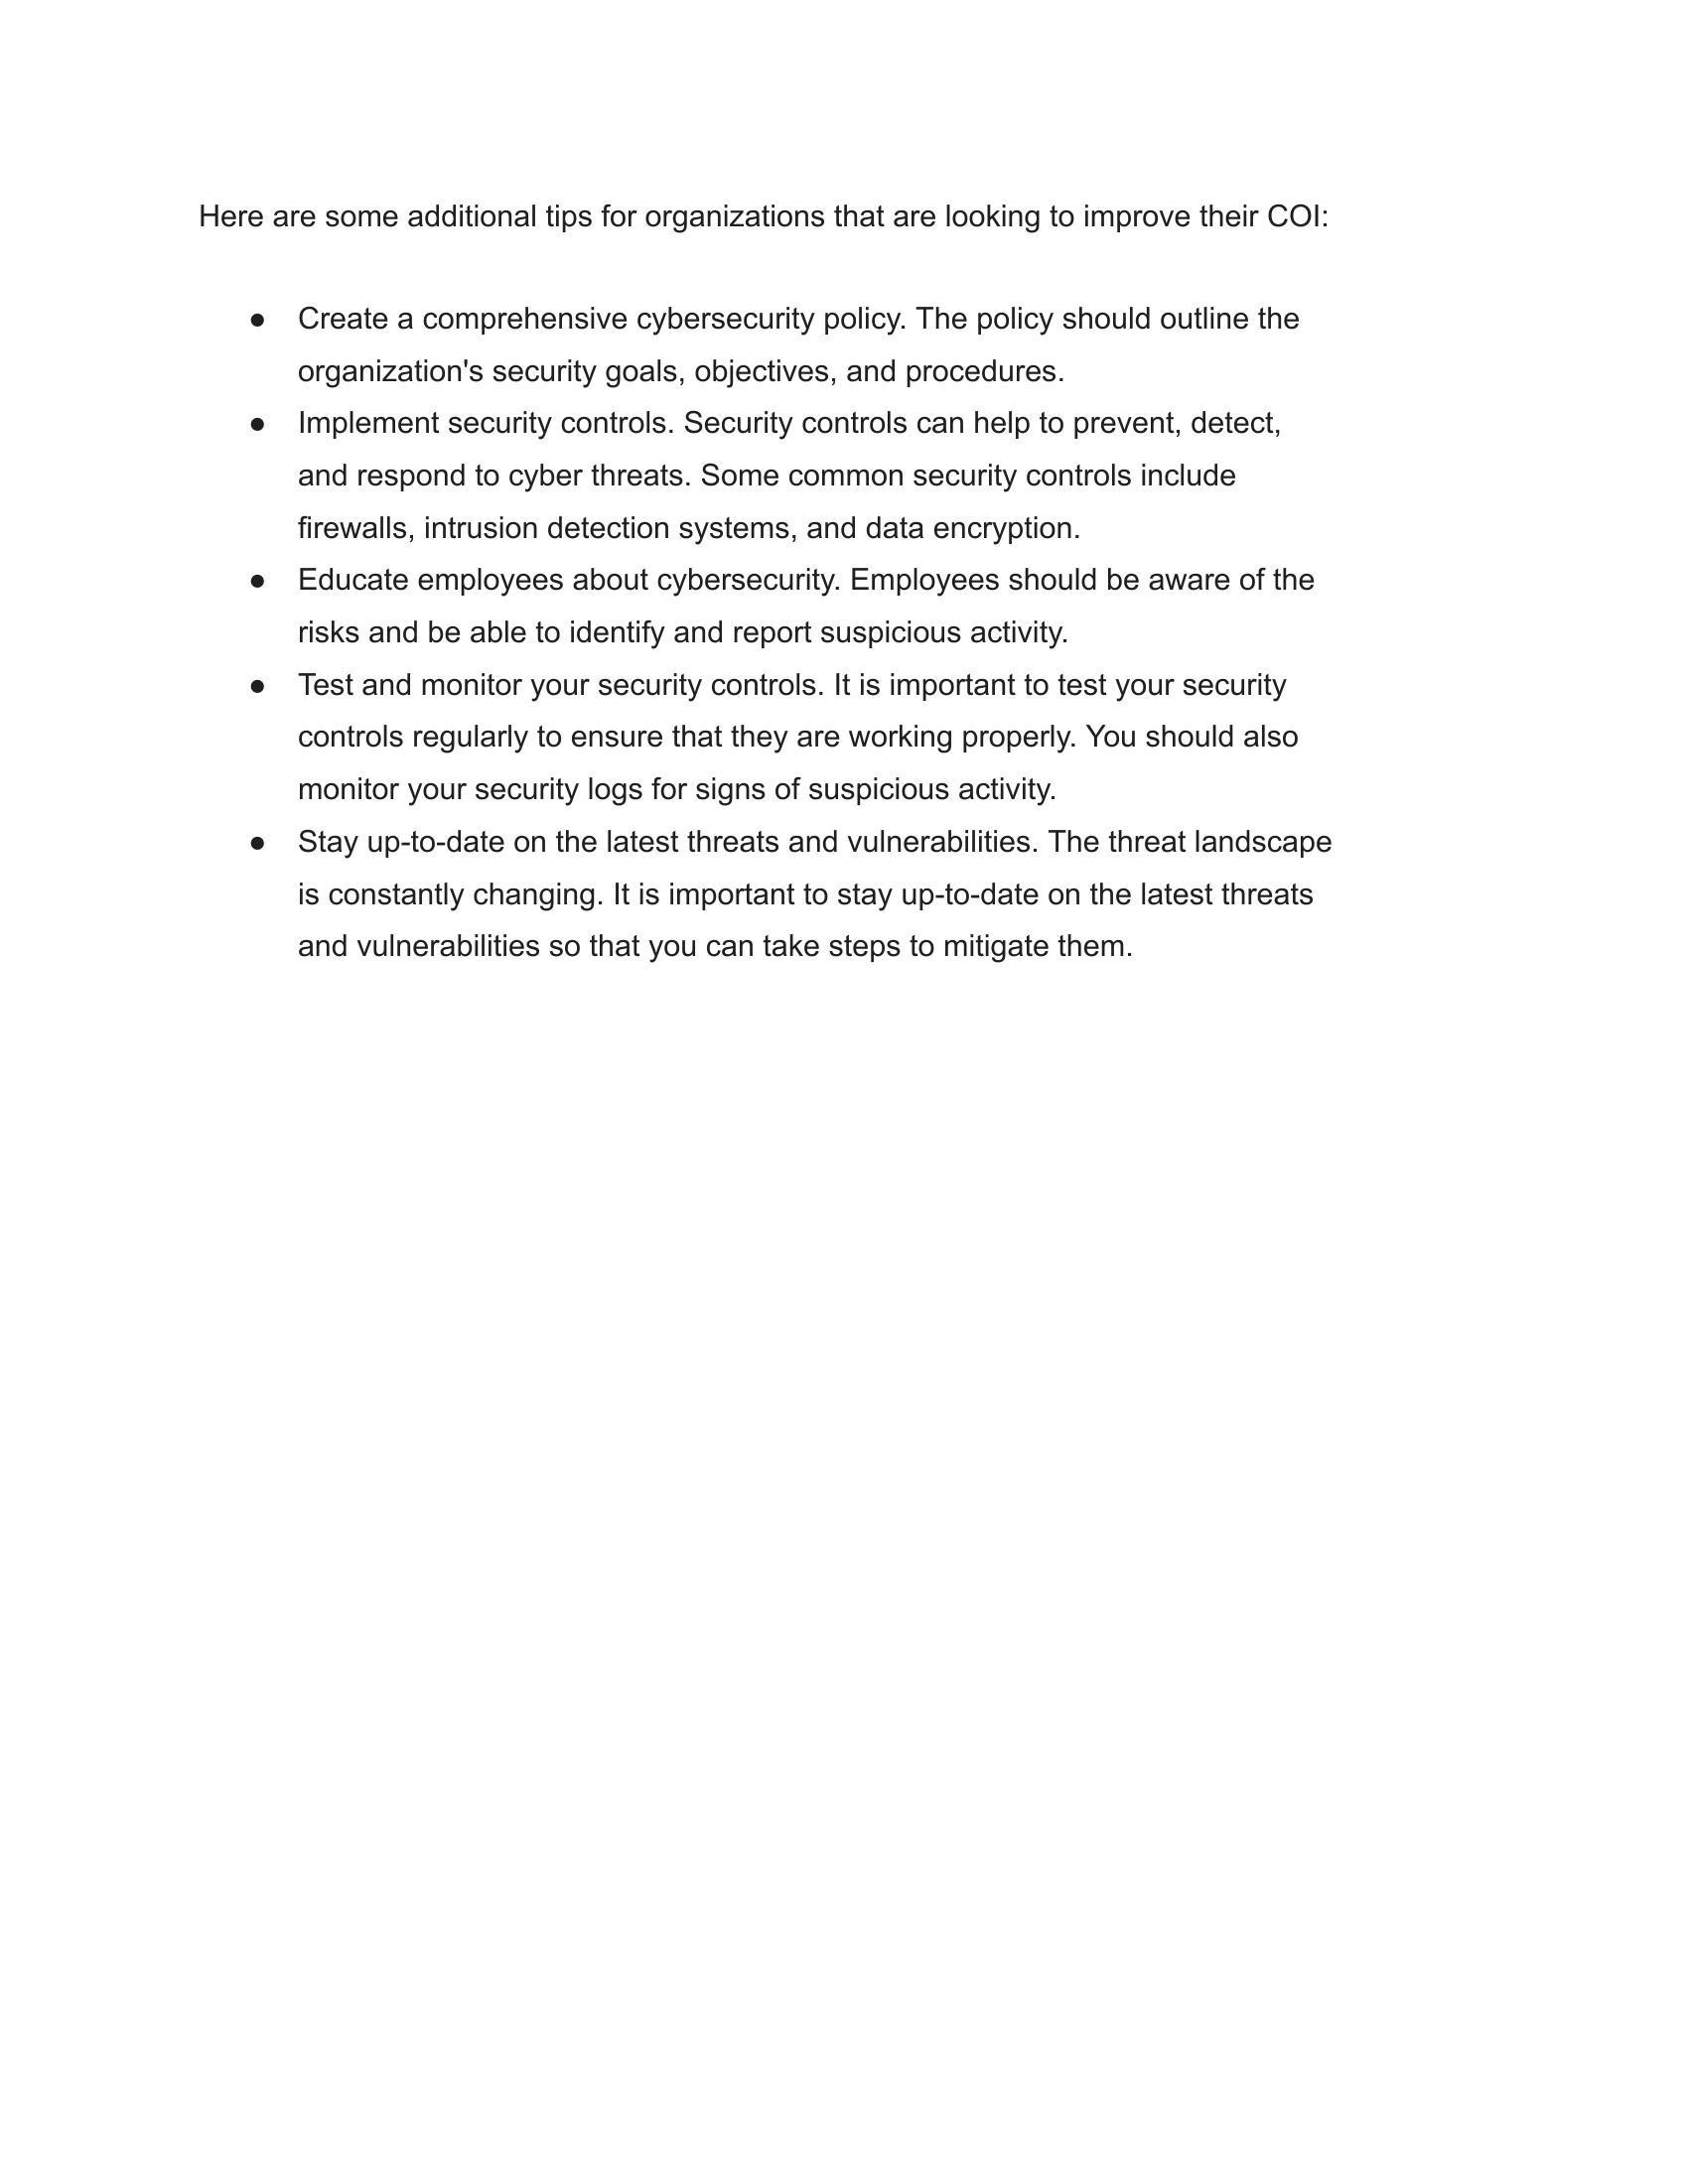 Here are some additional tips for organizations that are looking to improve their COI:
● Create a comprehensive cybersecurity policy. The policy should outline the
organization's security goals, objectives, and procedures.
● Implement security controls. Security controls can help to prevent, detect,
and respond to cyber threats. Some common security controls include
firewalls, intrusion detection systems, and data encryption.
● Educate employees about cybersecurity. Employees should be aware of the
risks and be able to identify and report suspicious activity.
● Test and monitor your security controls. It is important to test your security
controls regularly to ensure that they are working properly. You should also
monitor your security logs for signs of suspicious activity.
● Stay up-to-date on the latest threats and vulnerabilities. The threat landscape
is constantly changing. It is important to stay up-to-date on the latest threats
and vulnerabilities so that you can take steps to mitigate them.